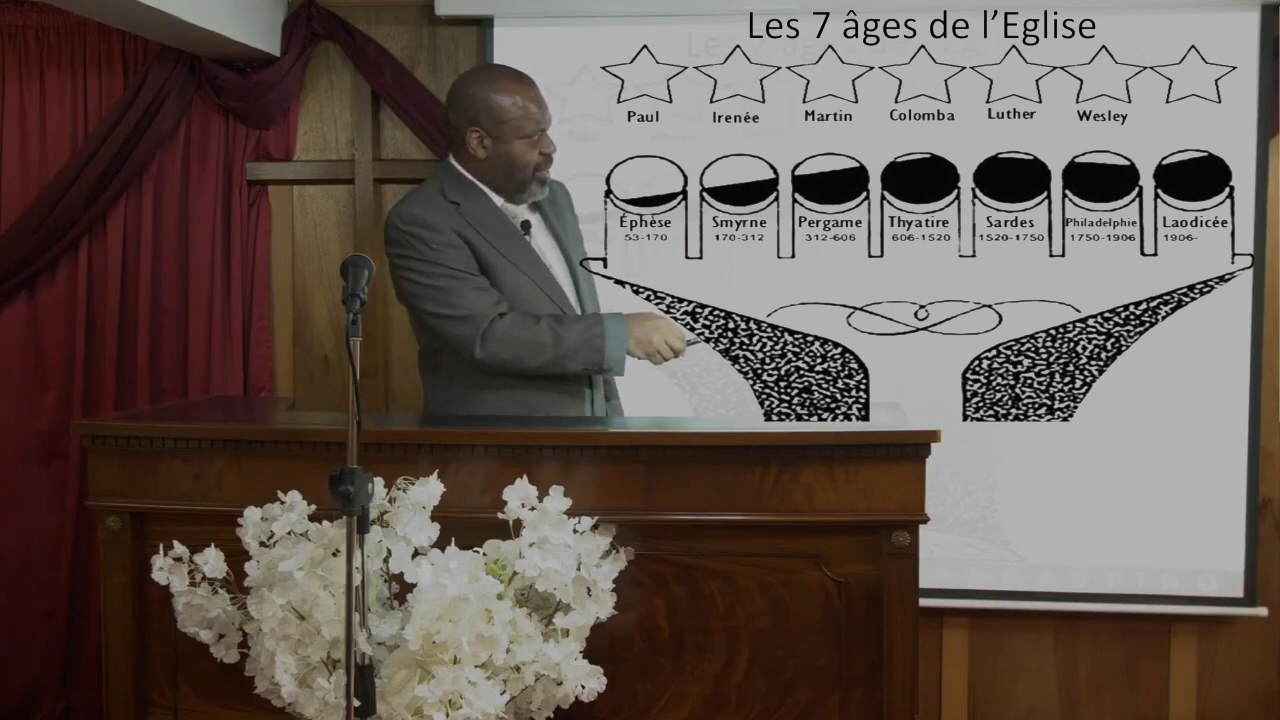 Les 7 âges de l’Eglise
Paul Irenée Martin Colomba Luther Wesley
Éphèse Smyrne Pergame Thyatire Sardes Philadelphie Laodicée
53-170 170-312 312-606 606-1520 1520-1750 1750-1906 1906-